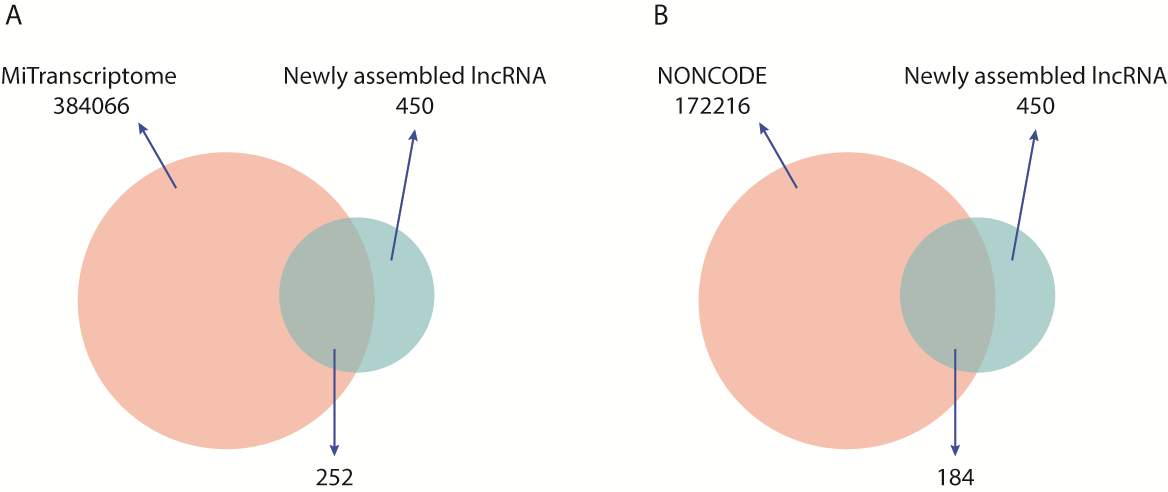 A
MiTranscriptome
384066
Newly assembled lncRNA
450
252
B
NONCODE
172216
Newly assembled lncRNA
450
184